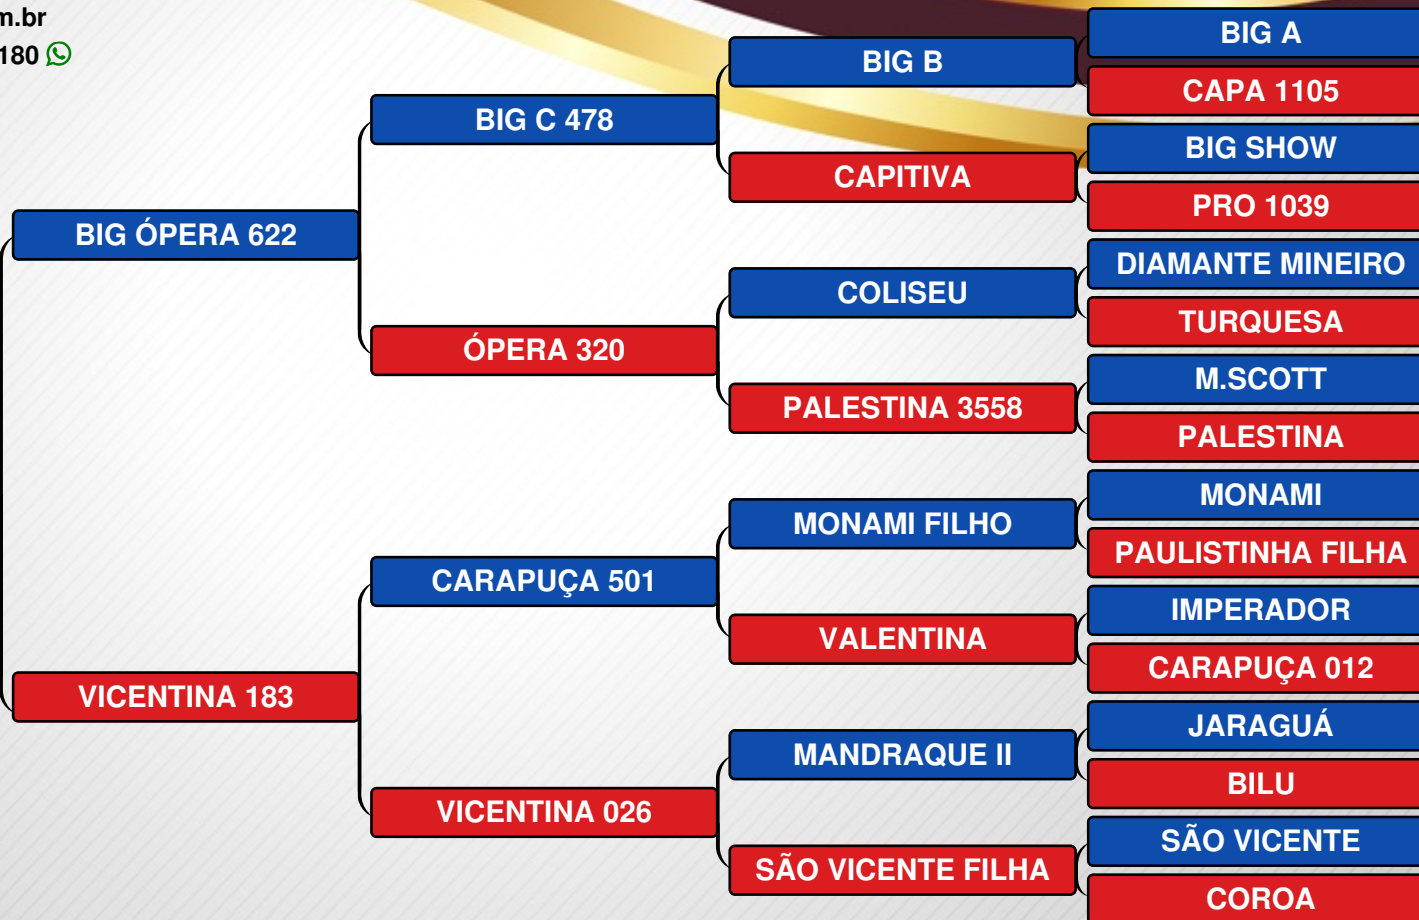 m.br
180
BIG ÓPERA 622
VICENTINA 183
BIG C 478
ÓPERA 320
CARAPUÇA 501
VICENTINA 026
BIG B
CAPITIVA
COLISEU
PALESTINA 3558
MONAMI FILHO
VALENTINA
MANDRAQUE II
SÃO VICENTE FILHA
BIG A
CAPA 1105
BIG SHOW
PRO 1039
DIAMANTE MINEIRO
TURQUESA
M.SCOTT
PALESTINA
MONAMI
PAULISTINHA FILHA
IMPERADOR
CARAPUÇA 012
JARAGUÁ
BILU
SÃO VICENTE
COROA